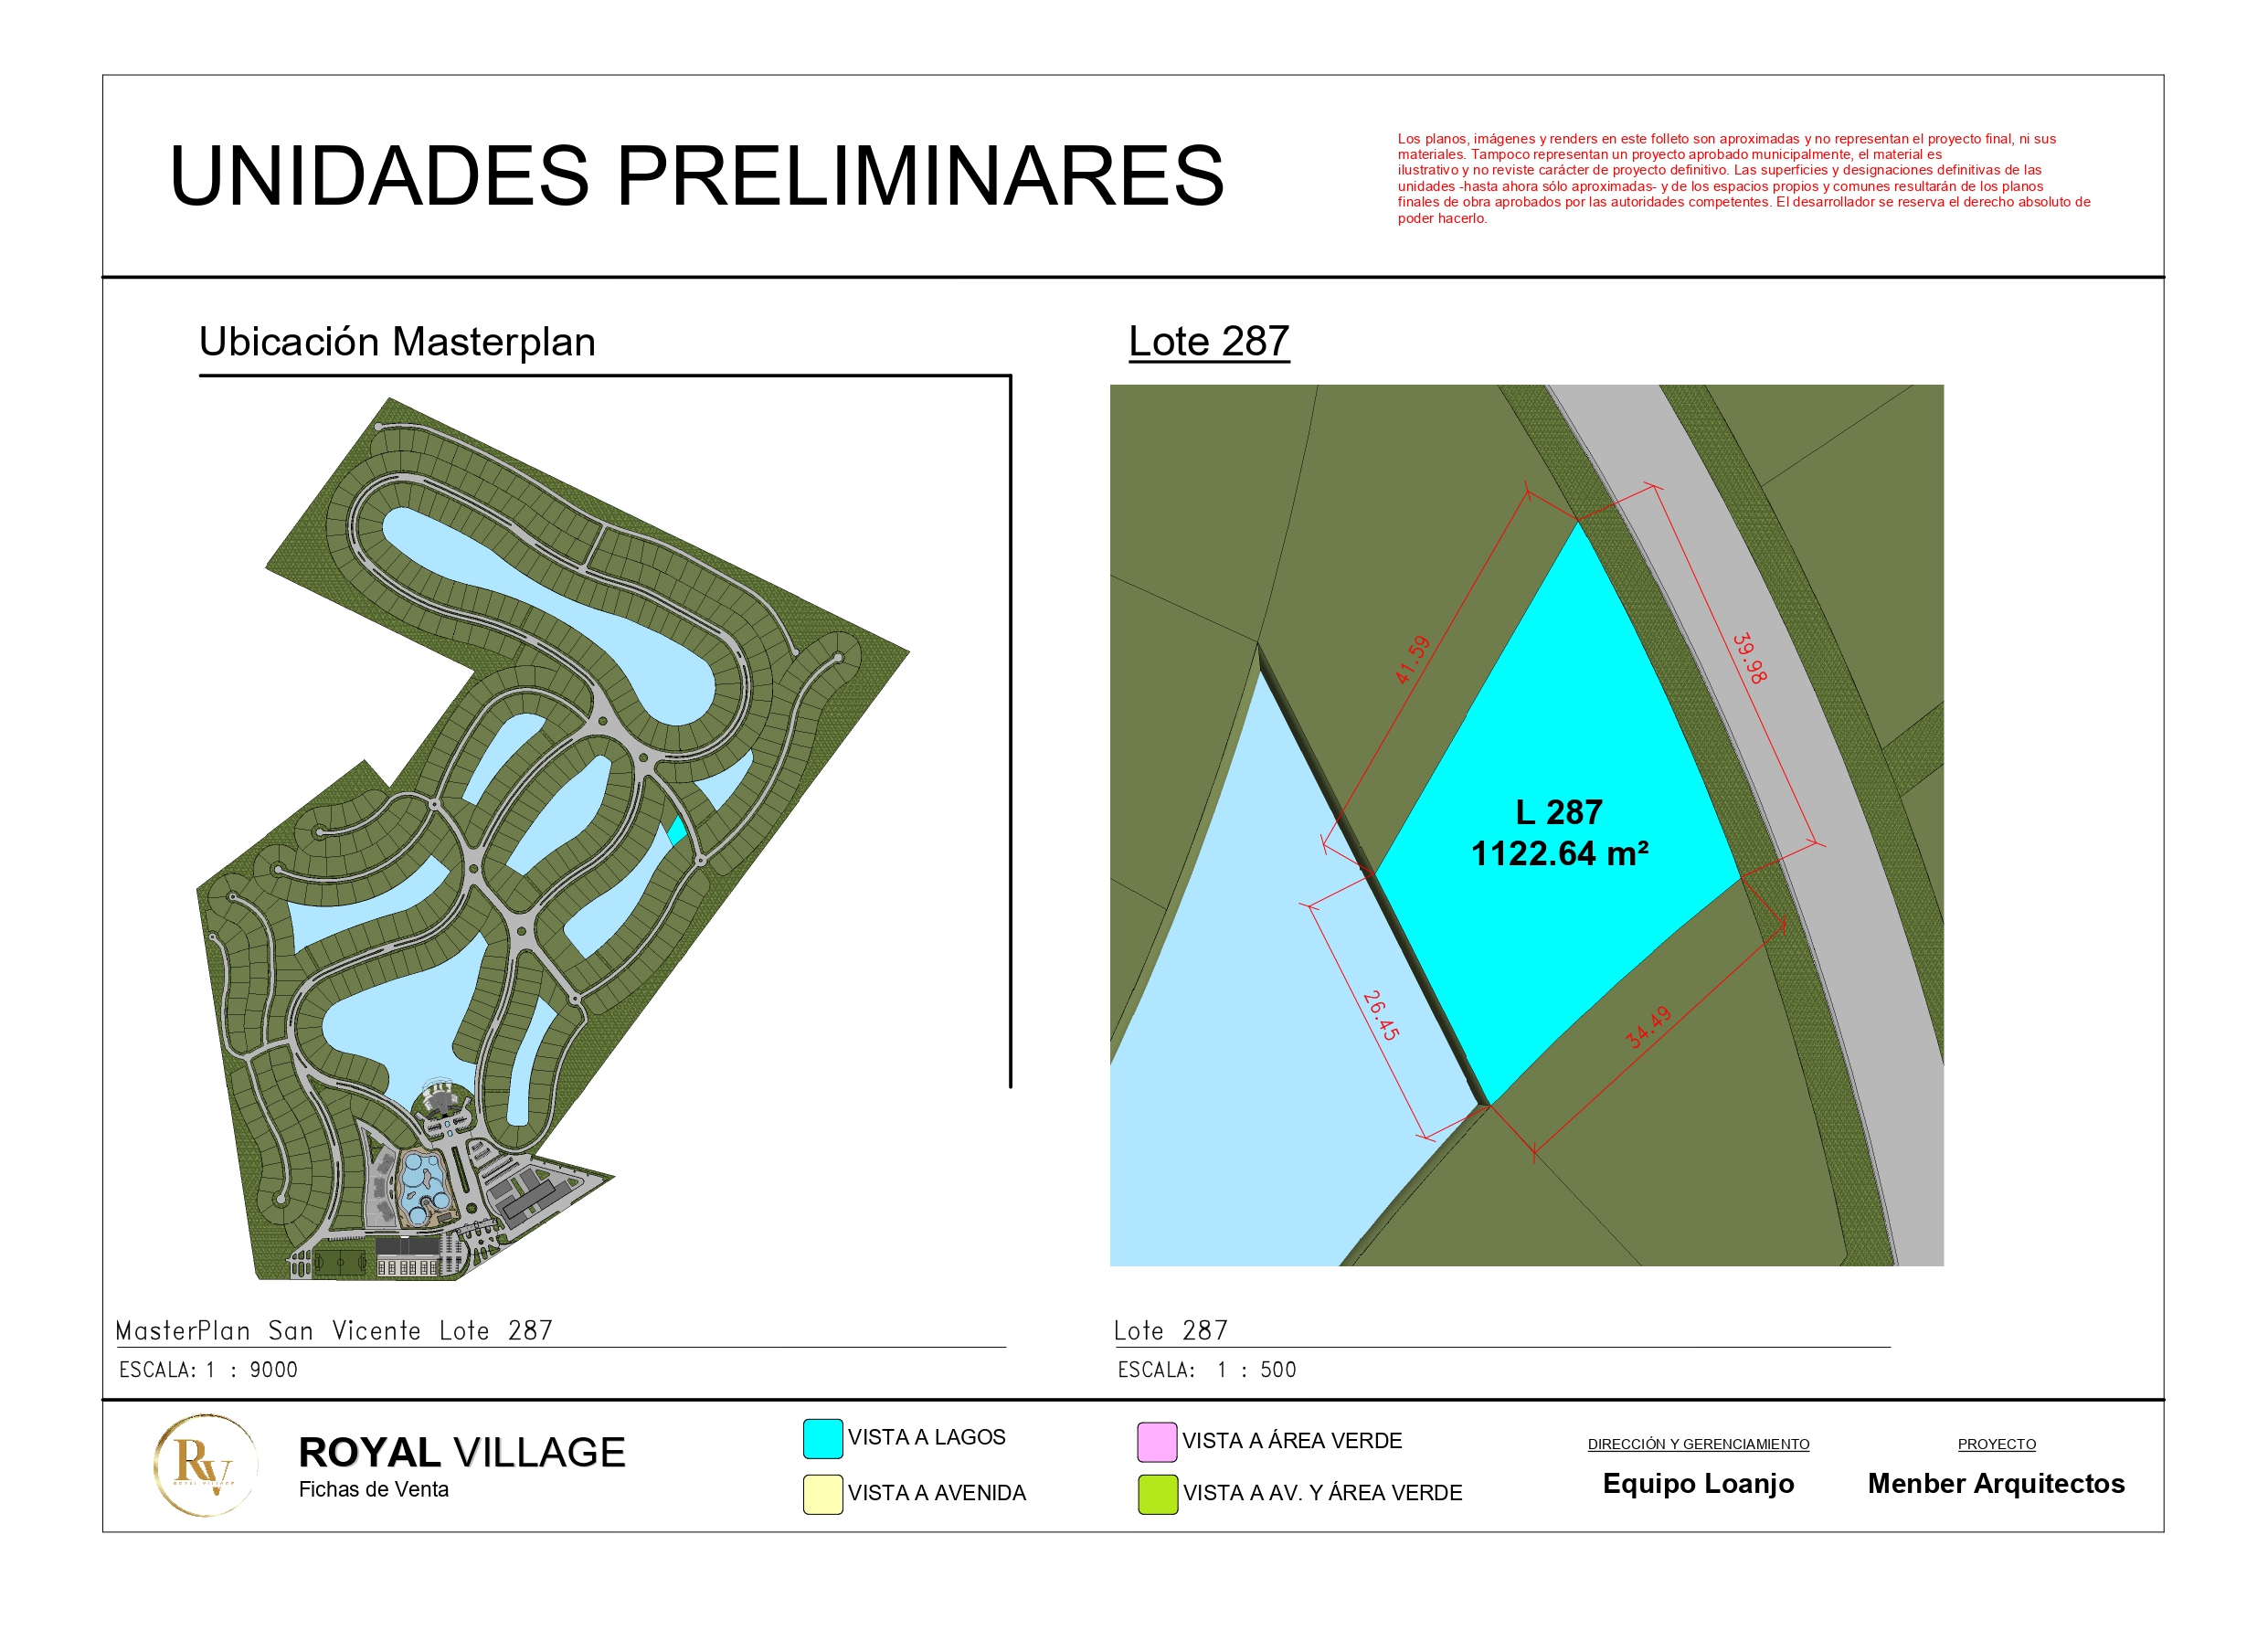 UNIDADES PRELIMINARES
Los planos, imágenes y renders en este folleto son aproximadas y no representan el proyecto final, ni sus
materiales. Tampoco representan un proyecto aprobado municipalmente, el material es
ilustrativo y no reviste carácter de proyecto definitivo. Las superficies y designaciones definitivas de las
unidades -hasta ahora sólo aproximadas- y de los espacios propios y comunes resultarán de los planos
finales de obra aprobados por las autoridades competentes. El desarrollador se reserva el derecho absoluto de
poder hacerlo.
Ubicación Masterplan
Lote 287
41.59
39.98
L 287
1122.64 m²
26.45
34.49
MasterPlan San Vicente Lote 287
ESCALA: 1 : 9000
Lote 287
ESCALA: 1 : 500
RV
ROYAL VILLAGE
ROYAL VILLAGE
Fichas de Venta
VISTA A LAGOS
VISTA A AVENIDA
VISTA A ÁREA VERDE
VISTA A AV. Y ÁREA VERDE
DIRECCIÓN Y GERENCIAMIENTO
Equipo Loanjo
PROYECTO
Menber Arquitectos